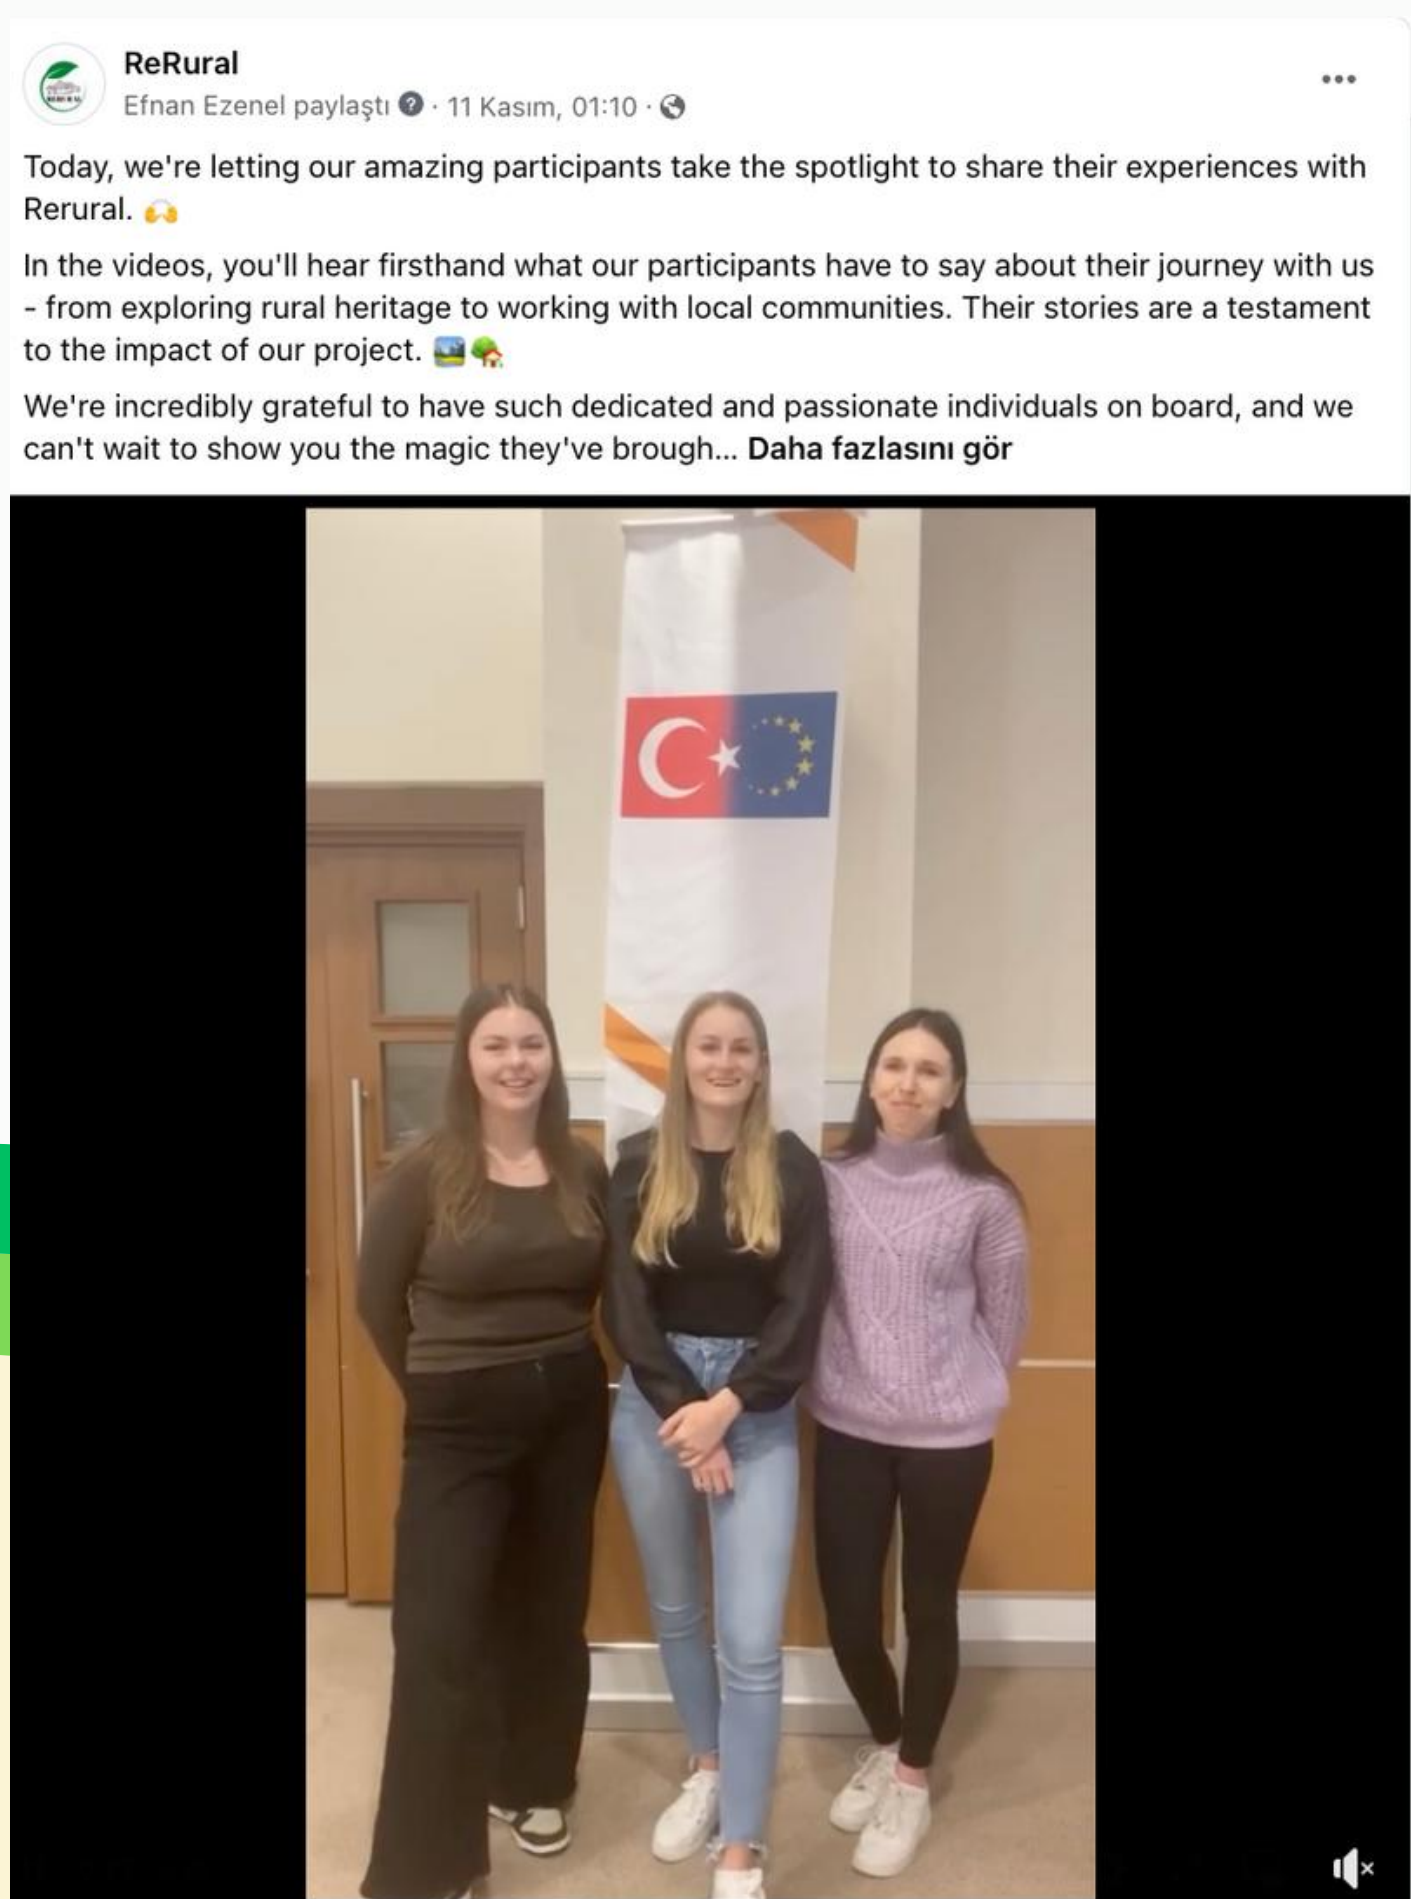 ReRural
Efnan Ezenel paylaştı · 11 Kasım, 01:10 ·
Today, we're letting our amazing participants take the spotlight to share their experiences with
Rerural. 🙌
In the videos, you'll hear firsthand what our participants have to say about their journey with us
- from exploring rural heritage to working with local communities. Their stories are a testament
to the impact of our project. 🏞️🏡
We're incredibly grateful to have such dedicated and passionate individuals on board, and we
can't wait to show you the magic they've brough... Daha fazlasını gör